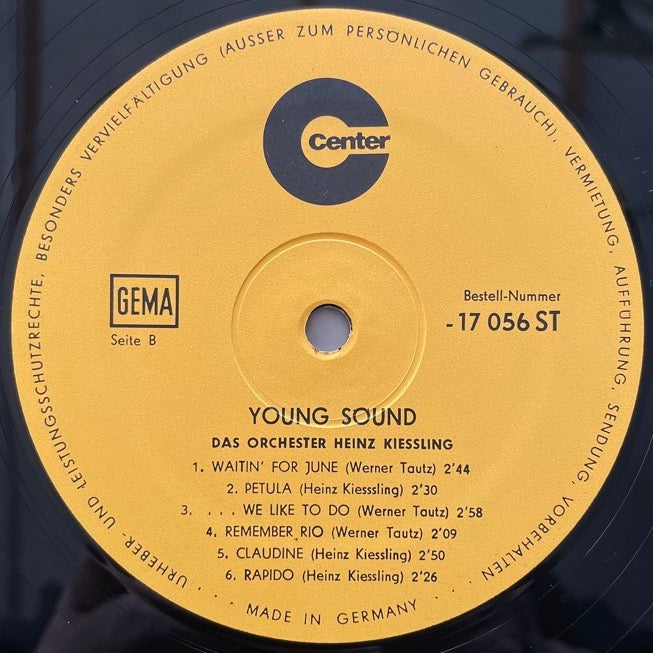 URHEBER- UND LEISTUNGSSCHUTZRECHTE, BESONDERS VERVIELFÄLTIGUNG (AUSSER ZUM PERSÖNLICHEN GEBRAUCH), VERMIETUNG, AUFFÜHRUNG, SENDUNG, VORBEHALTEN
Center
GEMA
Seite B
Bestell-Nummer
- 17 056 ST
YOUNG SOUND
DAS ORCHESTER HEINZ KIESSLING
1. WAITIN' FOR JUNE (Werner Tautz) 2'44
2. PETULA (Heinz Kiesssling) 2'30
3. . . . WE LIKE TO DO (Werner Tautz) 2'58
4. REMEMBER RIO (Werner Tautz) 2'09
5. CLAUDINE (Heinz Kiessling) 2'50
6. RAPIDO (Heinz Kiessling) 2'26
. . . MADE IN GERMANY . . .